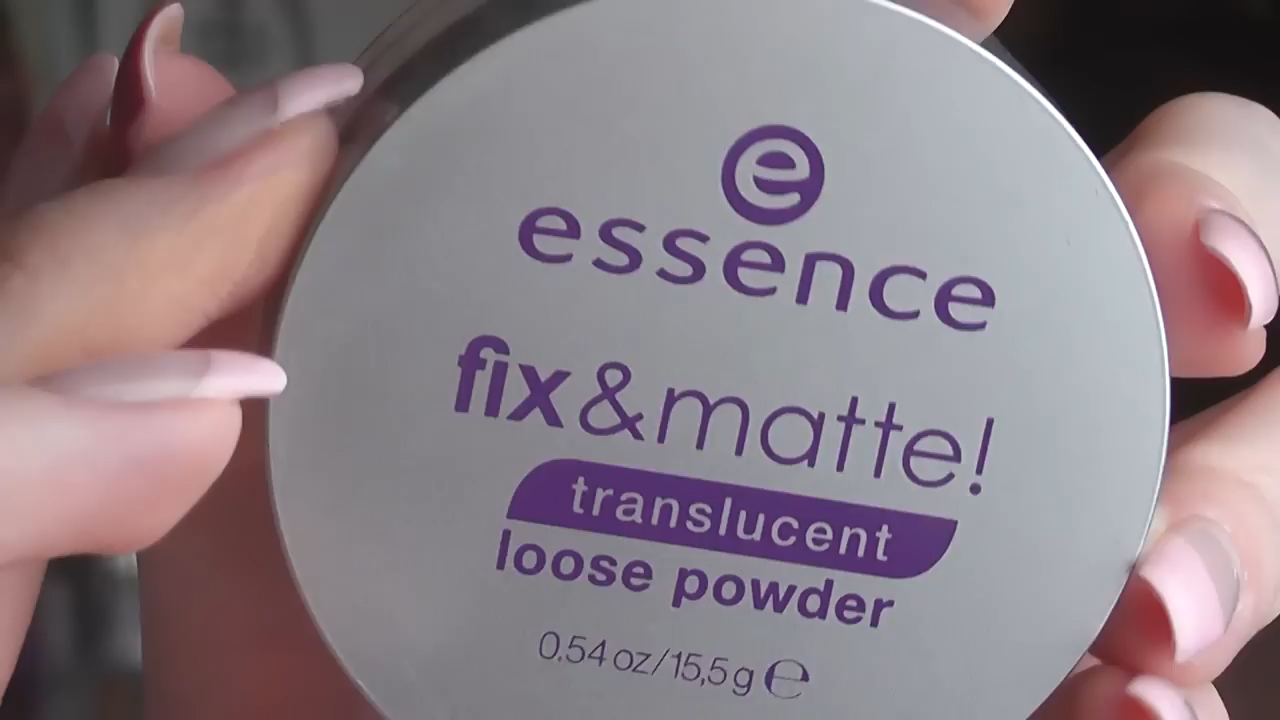 e
essence
fix&matte!
translucent
loose powder
0.54 oz/15,5 g ℮